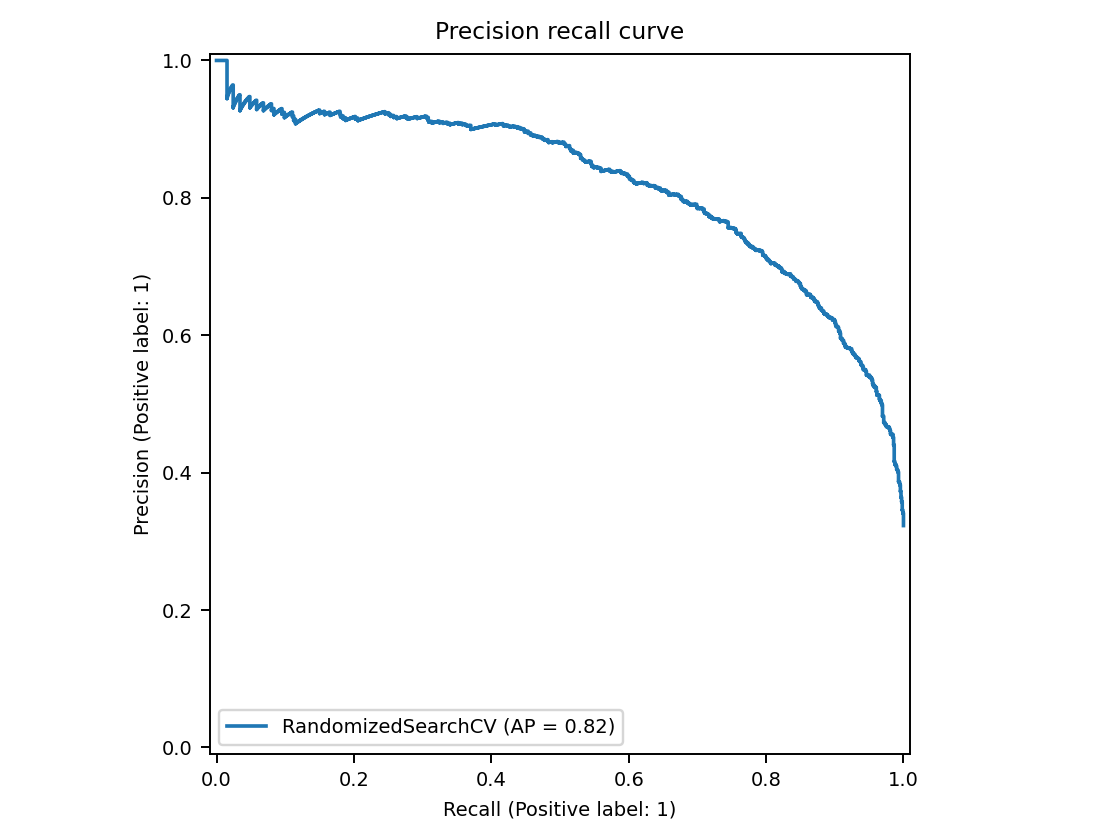 Precision recall curve
1.0
0.8
0.6
0.4
0.2
0.0
Precision (Positive label: 1)
RandomizedSearchCV (AP = 0.82)
0.0 0.2 0.4 0.6 0.8 1.0
Recall (Positive label: 1)